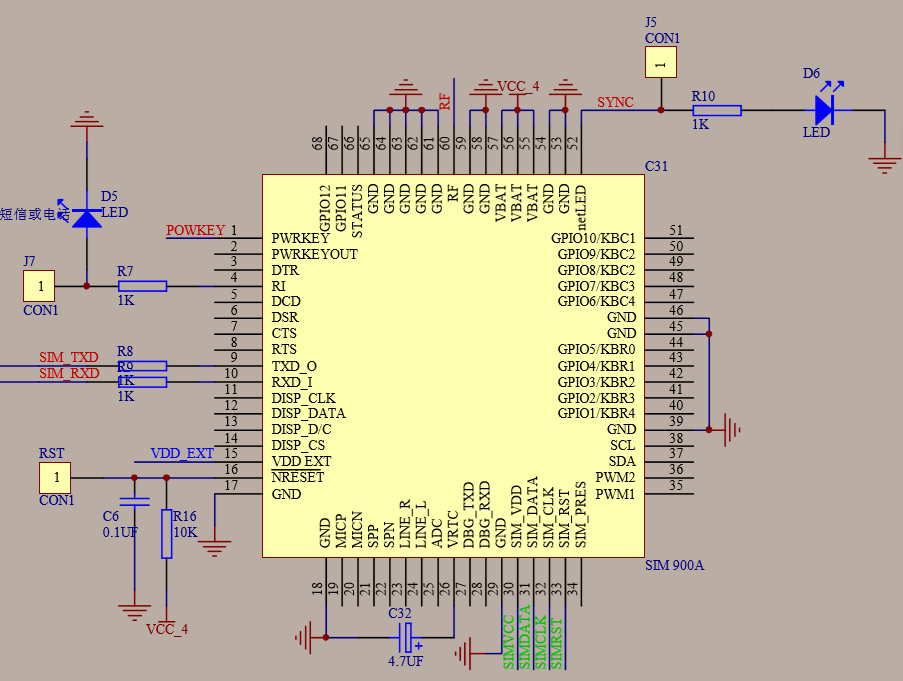 J5
CON1
1
D6
LED
SYNC
R10
1K
VCC_4
RF
C31
68
67
66
65
64
63
62
61
60
59
58
57
56
55
54
53
52
GPIO12
GPIO11
STATUS
GND
GND
GND
GND
GND
RF
GND
GND
VBAT
VBAT
VBAT
GND
GND
netLED
D5
LED
短信或电
J7
1
CON1
R7
1K
SIM_TXD
SIM_RXD
R8
R9
1K
1K
RST
1
CON1
VDD_EXT
C6
0.1UF
R16
10K
VCC_4
POWKEY
1 PWRKEY
2 PWRKEYOUT
3 DTR
4 RI
5 DCD
6 DSR
7 CTS
8 RTS
9 TXD_O
10 RXD_I
11 DISP_CLK
12 DISP_DATA
13 DISP_D/C
14 DISP_CS
15 VDD EXT
16 NRESET
17 GND
GPIO10/KBC1 51
GPIO9/KBC2 50
GPIO8/KBC2 49
GPIO7/KBC3 48
GPIO6/KBC4 47
GND 46
GND 45
GPIO5/KBR0 44
GPIO4/KBR1 43
GPIO3/KBR2 42
GPIO2/KBR3 41
GPIO1/KBR4 40
GND 39
SCL 38
SDA 37
PWM2 36
PWM1 35
GND
MICP
MICN
SPP
SPN
LINE_R
LINE_L
ADC
VRTC
DBG_TXD
DBG_RXD
GND
SIM_VDD
SIM_DATA
SIM_CLK
SIM_RST
SIM_PRES
18
19
20
21
22
23
24
25
26
27
28
29
30
31
32
33
34
SIM 900A
C32
4.7UF
SIMVCC
SIMDATA
SIMCLK
SIMRST